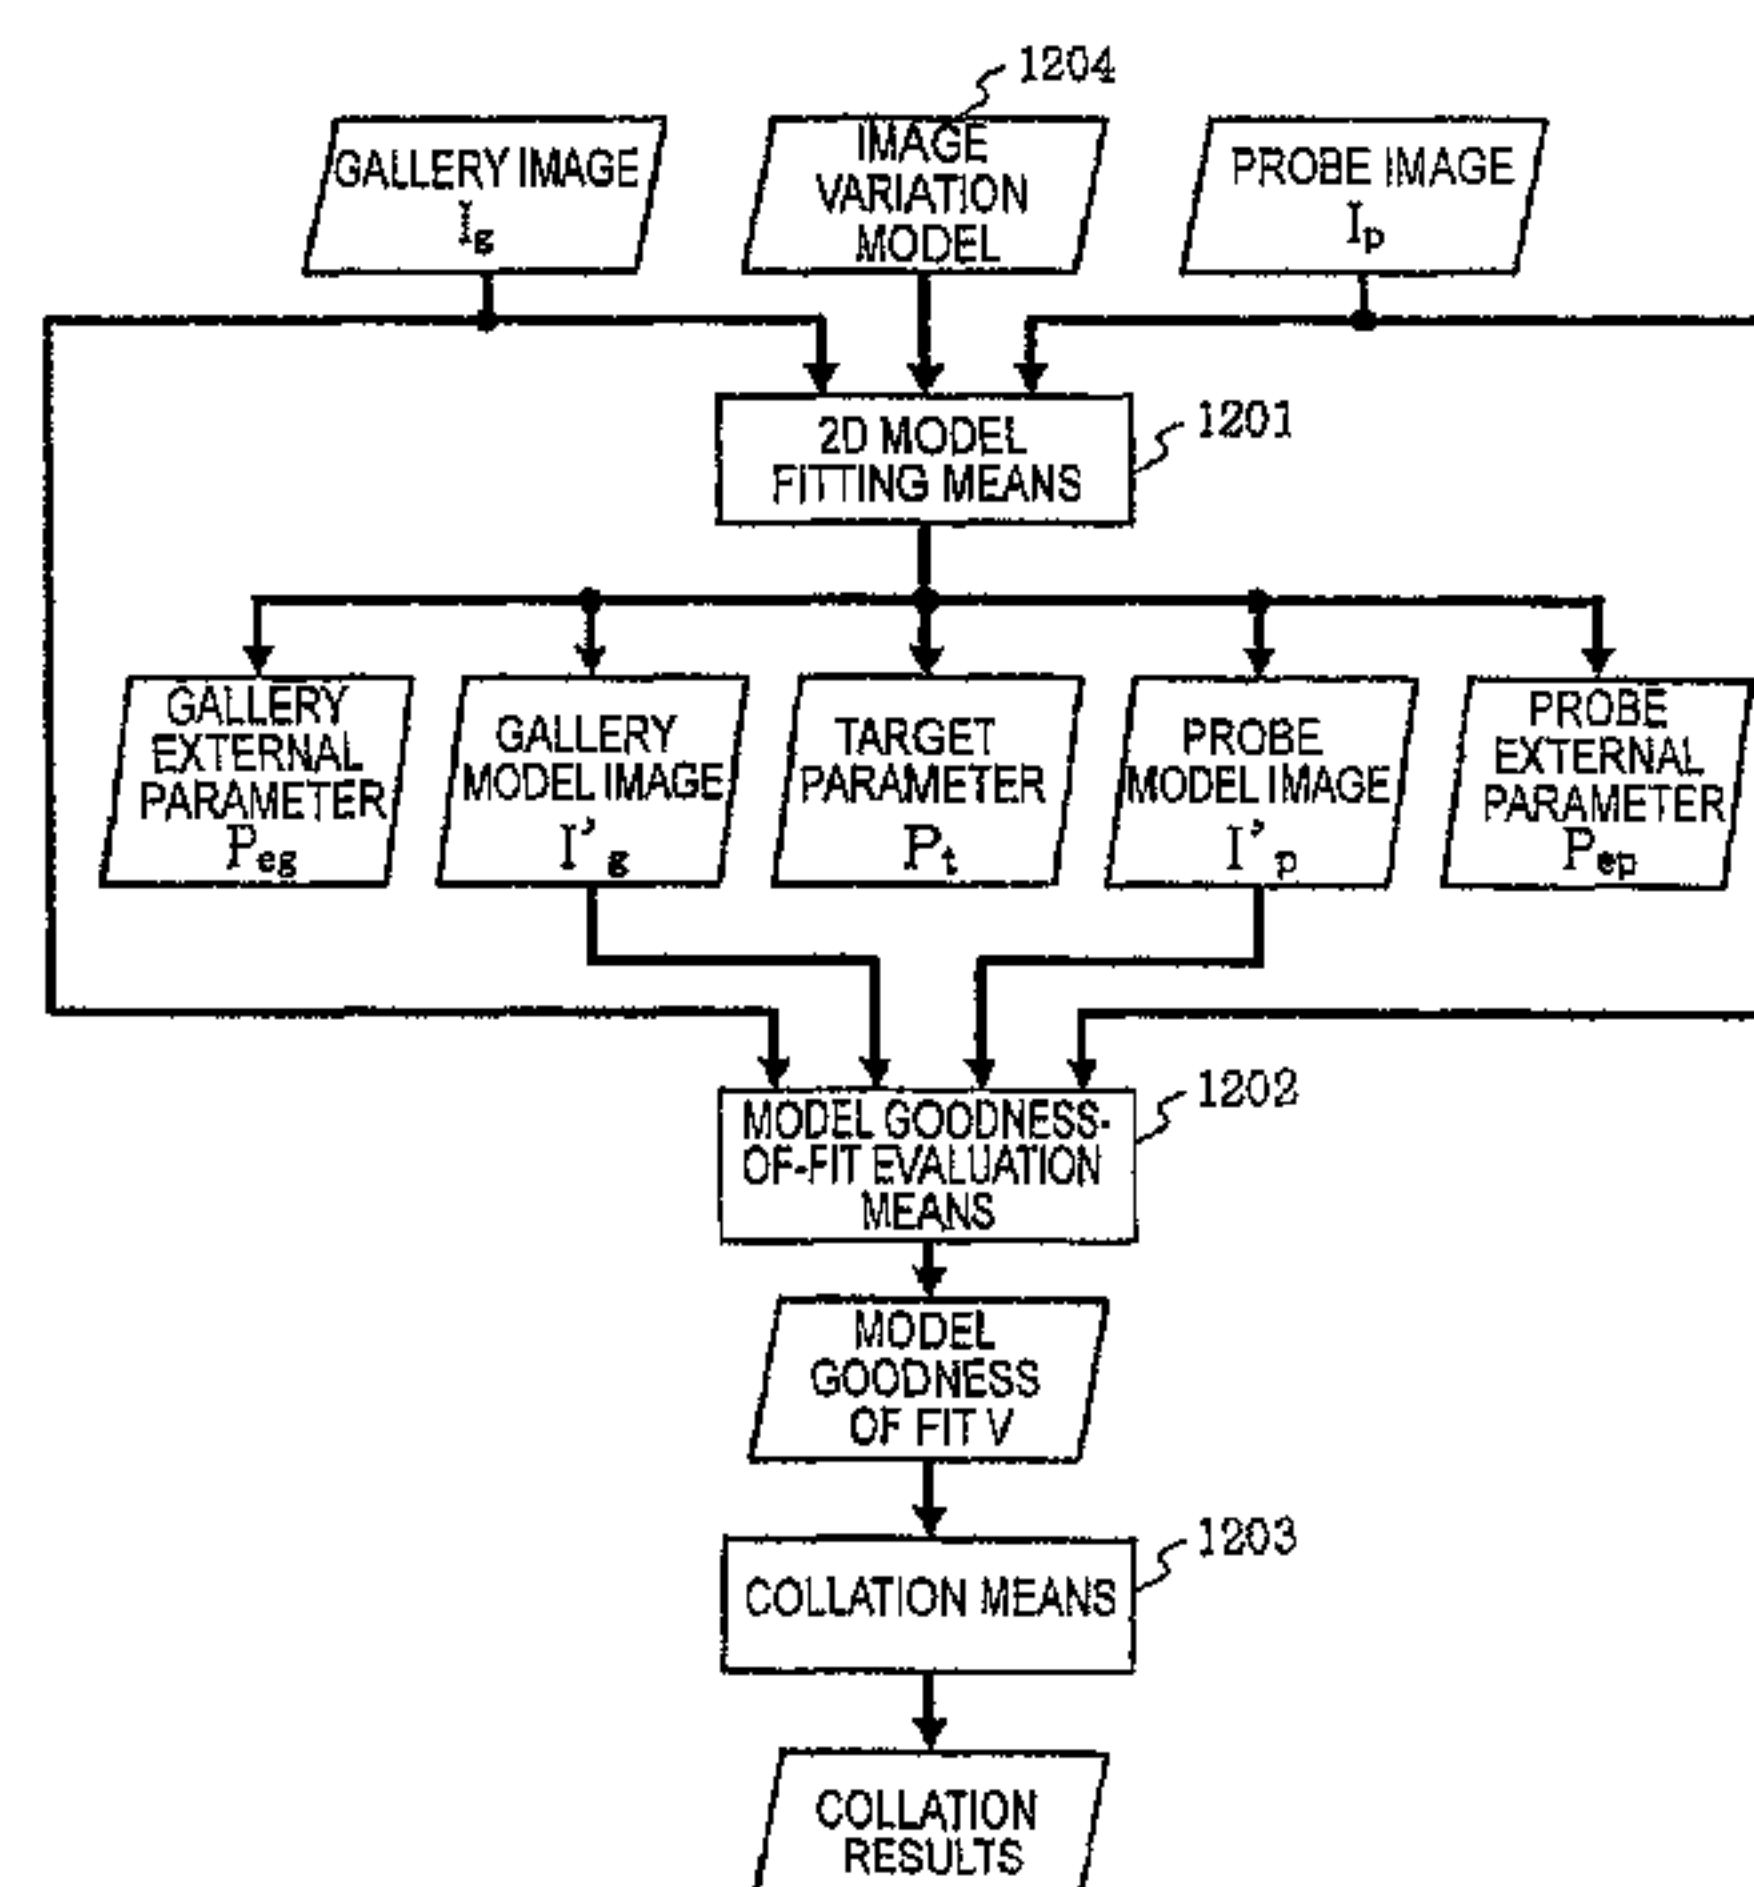 1204
GALLERY IMAGE
Ig
IMAGE
VARIATION
MODEL
PROBE IMAGE
Ip
2D MODEL
FITTING MEANS
1201
GALLERY
EXTERNAL
PARAMETER
Peg
GALLERY
MODEL IMAGE
I'g
TARGET
PARAMETER
Pt
PROBE
MODEL IMAGE
I'p
PROBE
EXTERNAL
PARAMETER
Pep
MODEL GOODNESS-
OF-FIT EVALUATION
MEANS
1202
MODEL
GOODNESS
OF FIT V
COLLATION MEANS
1203
COLLATION
RESULTS